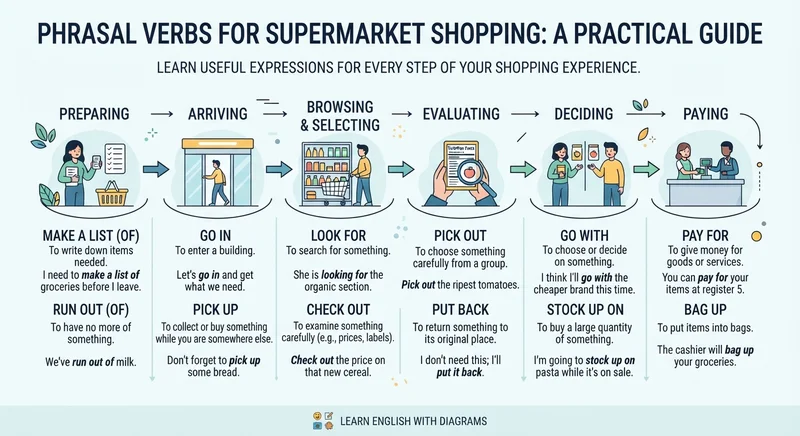 PHRASAL VERBS FOR SUPERMARKET SHOPPING: A PRACTICAL GUIDE
LEARN USEFUL EXPRESSIONS FOR EVERY STEP OF YOUR SHOPPING EXPERIENCE.
PREPARING
MAKE A LIST (OF)
To write down items
needed.
I need to make a list of
groceries before I leave.
RUN OUT (OF)
To have no more of
something.
We've run out of milk.
ARRIVING
GO IN
To enter a building.
Let's go in and get
what we need.
PICK UP
To collect or buy something
while you are somewhere else.
Don't forget to pick up
some bread.
BROWSING
& SELECTING
LOOK FOR
To search for something.
She is looking for the
organic section.
CHECK OUT
To examine something
carefully (e.g., prices, labels).
Check out the price on
that new cereal.
EVALUATING
PICK OUT
To choose something
carefully from a group.
Pick out the ripest tomatoes.
PUT BACK
To return something to
its original place.
I don't need this; I'll
put it back.
DECIDING
GO WITH
To choose or decide
on something.
I think I'll go with the
cheaper brand this time.
STOCK UP ON
To buy a large quantity
of something.
I'm going to stock up on
pasta while it's on sale.
PAYING
PAY FOR
To give money for
goods or services.
You can pay for your
items at register 5.
BAG UP
To put items into bags.
The cashier will bag up
your groceries.
LEARN ENGLISH WITH DIAGRAMS